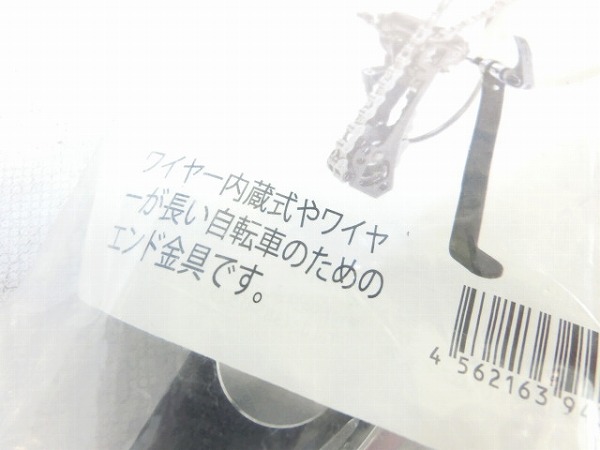 ワイヤー内蔵式やワイヤ
ーが長い自転車のための
エンド金具です。
4 562163 94